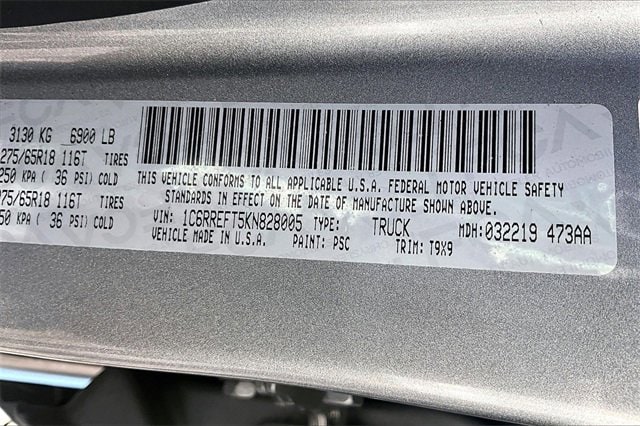 3130 KG 6900 LB
275/65R18 116T TIRES
250 KPA ( 36 PSI) COLD
275/65R18 116T TIRES
250 KPA ( 36 PSI) COLD
THIS VEHICLE CONFORMS TO ALL APPLICABLE U.S.A. FEDERAL MOTOR VEHICLE SAFETY
STANDARDS IN EFFECT ON THE DATE OF MANUFACTURE SHOWN ABOVE.
VIN: 1C6RREFT5KN828005 TYPE: TRUCK MDH:032219 473AA
VEHICLE MADE IN U.S.A. PAINT: PSC TRIM: T9X9